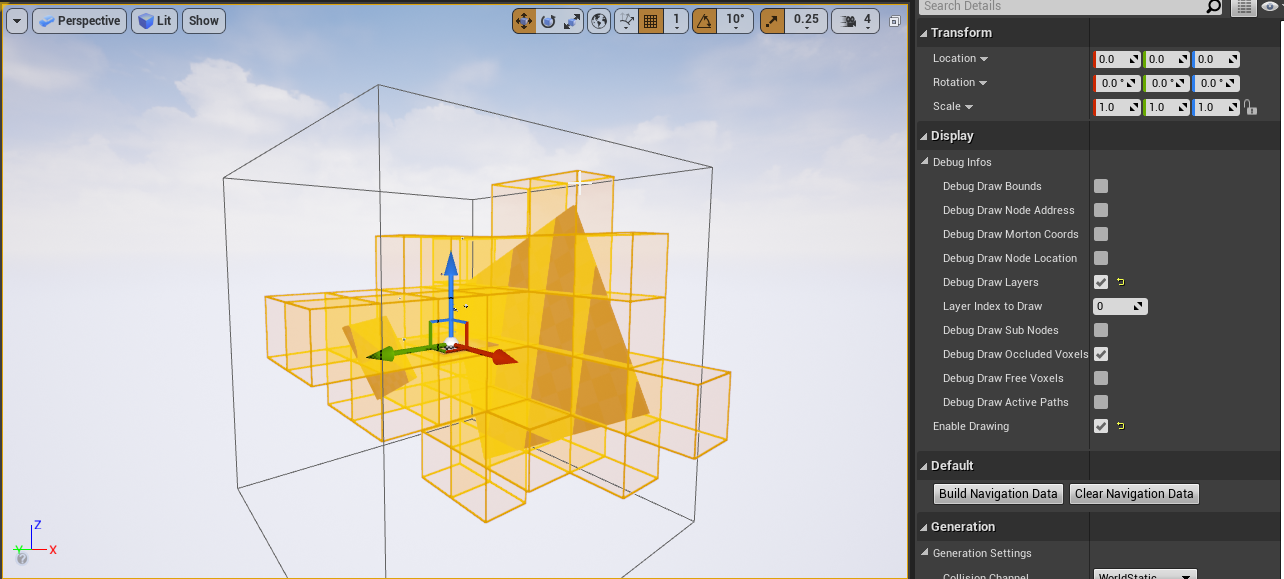 Perspective Lit Show 1 10° 0.25 4
Search Details
Transform
Location 0.0 0.0 0.0
Rotation 0.0 ° 0.0 ° 0.0 °
Scale 1.0 1.0 1.0
Display
Debug Infos
Debug Draw Bounds
Debug Draw Node Address
Debug Draw Morton Coords
Debug Draw Node Location
Debug Draw Layers
Layer Index to Draw 0
Debug Draw Sub Nodes
Debug Draw Occluded Voxels
Debug Draw Free Voxels
Debug Draw Active Paths
Enable Drawing
Default
Build Navigation Data Clear Navigation Data
Generation
Generation Settings
Collision Channel WorldStatic
Z
Y X
?